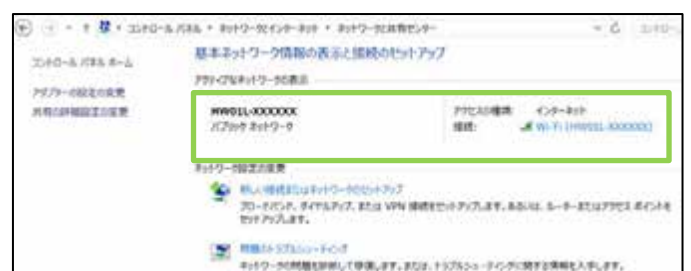 コントロール パネル ・ ネットワークとインターネット ・ ネットワークと共有センター
コントロール パネル ホーム
アダプターの設定の変更
共有の詳細設定の変更
基本ネットワーク情報の表示と接続のセットアップ
アクティブなネットワークの表示
HW01L-XXXXXX
パブリック ネットワーク
アクセスの種類: インターネット
接続: Wi-Fi (HW01L-XXXXXX)
ネットワーク設定の変更
新しい接続またはネットワークのセットアップ
ブロードバンド、ダイヤルアップ、または VPN 接続をセットアップします。あるいは、ルーターまたはアクセス ポイントを
セットアップします。
問題のトラブルシューティング
ネットワークの問題を診断して修復します。または、トラブルシューティングに関する情報を入手します。